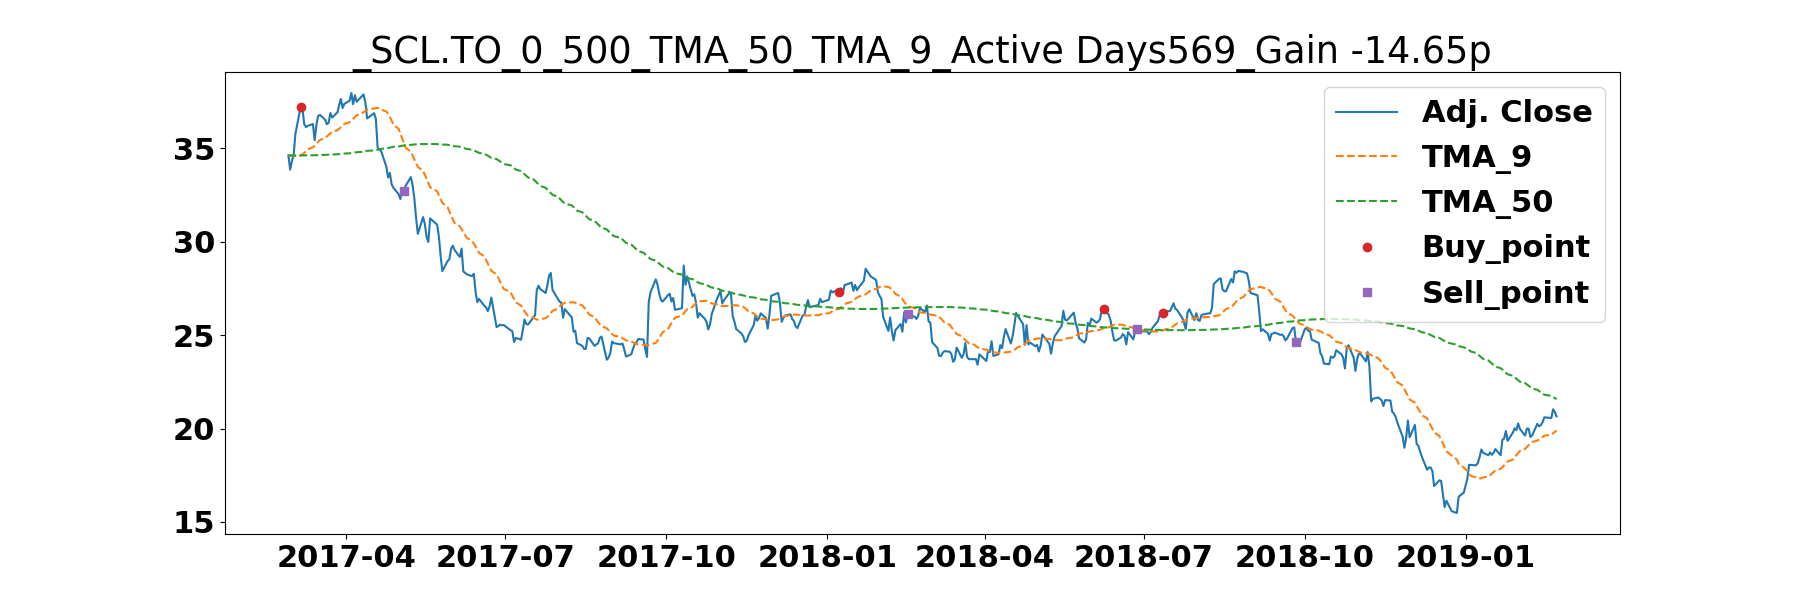 _SCL.TO_0_500_TMA_50_TMA_9_Active Days569_Gain -14.65p
Adj. Close
TMA_9
TMA_50
Buy_point
Sell_point
35
30
25
20
15
2017-04 2017-07 2017-10 2018-01 2018-04 2018-07 2018-10 2019-01